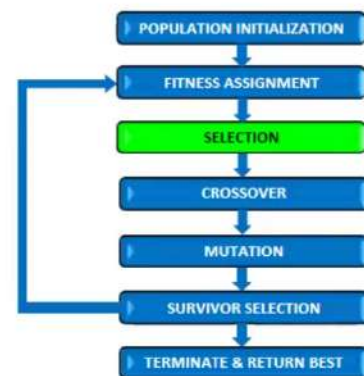 POPULATION INITIALIZATION
FITNESS ASSIGNMENT
SELECTION
CROSSOVER
MUTATION
SURVIVOR SELECTION
TERMINATE & RETURN BEST